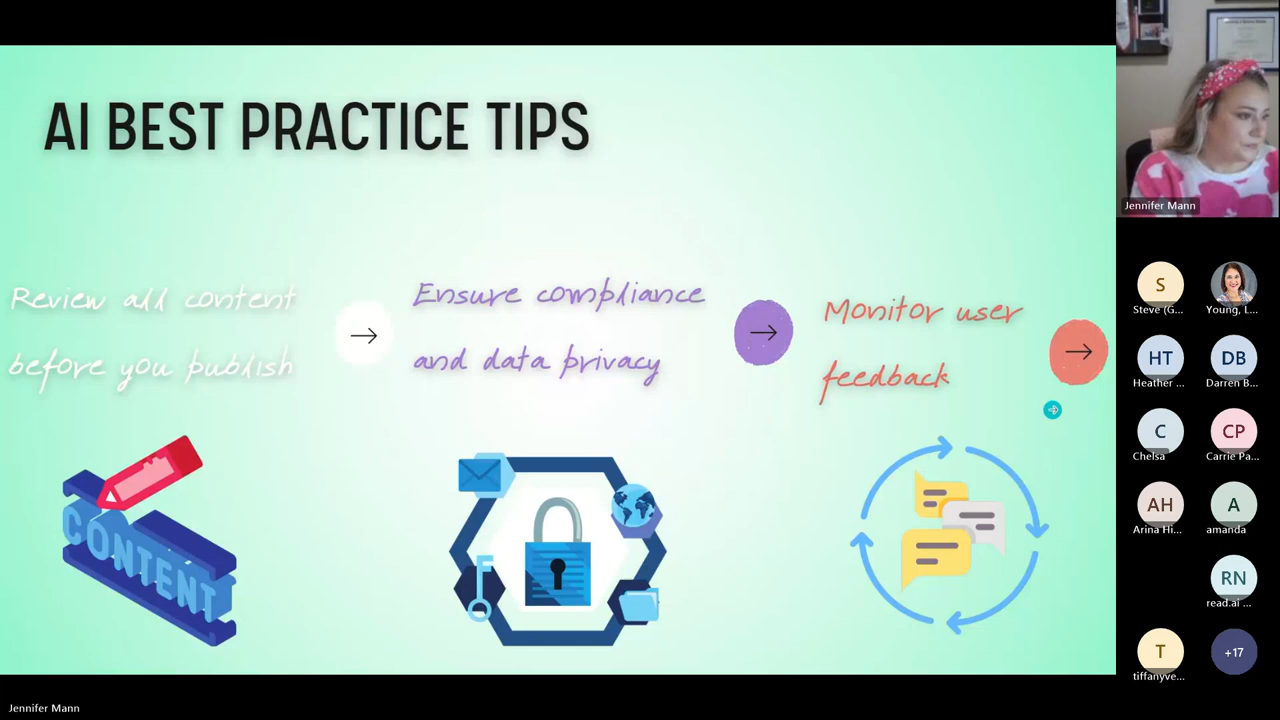 AI BEST PRACTICE TIPS
Review all content
before you publish
Ensure compliance
and data privacy
Monitor user
feedback
CONTENT
Jennifer Mann
S
Steve (G...
Young, L...
HT
Heather ...
DB
Darren B...
C
Chelsa
CP
Carrie Pa...
AH
Arina Hi...
A
amanda
RN
read.ai ...
T
tiffanyve...
+17
Jennifer Mann